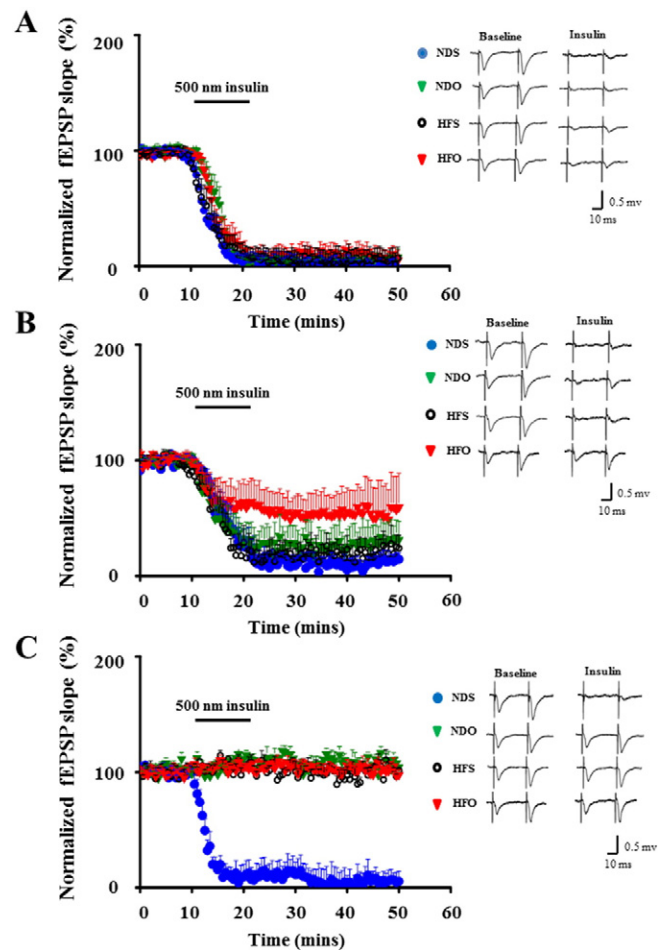 A
Normalized fEPSP slope (%)
200
100
0
500 nm insulin
0 10 20 30 40 50 60
Time (mins)
Baseline Insulin
NDS
NDO
HFS
HFO
0.5 mv
10 ms
B
Normalized fEPSP slope (%)
200
100
0
500 nm insulin
0 10 20 30 40 50 60
Time (mins)
Baseline Insulin
NDS
NDO
HFS
HFO
0.5 mv
10 ms
C
Normalized fEPSP slope (%)
200
100
0
500 nm insulin
0 10 20 30 40 50 60
Time (mins)
Baseline Insulin
NDS
NDO
HFS
HFO
0.5 mv
10 ms